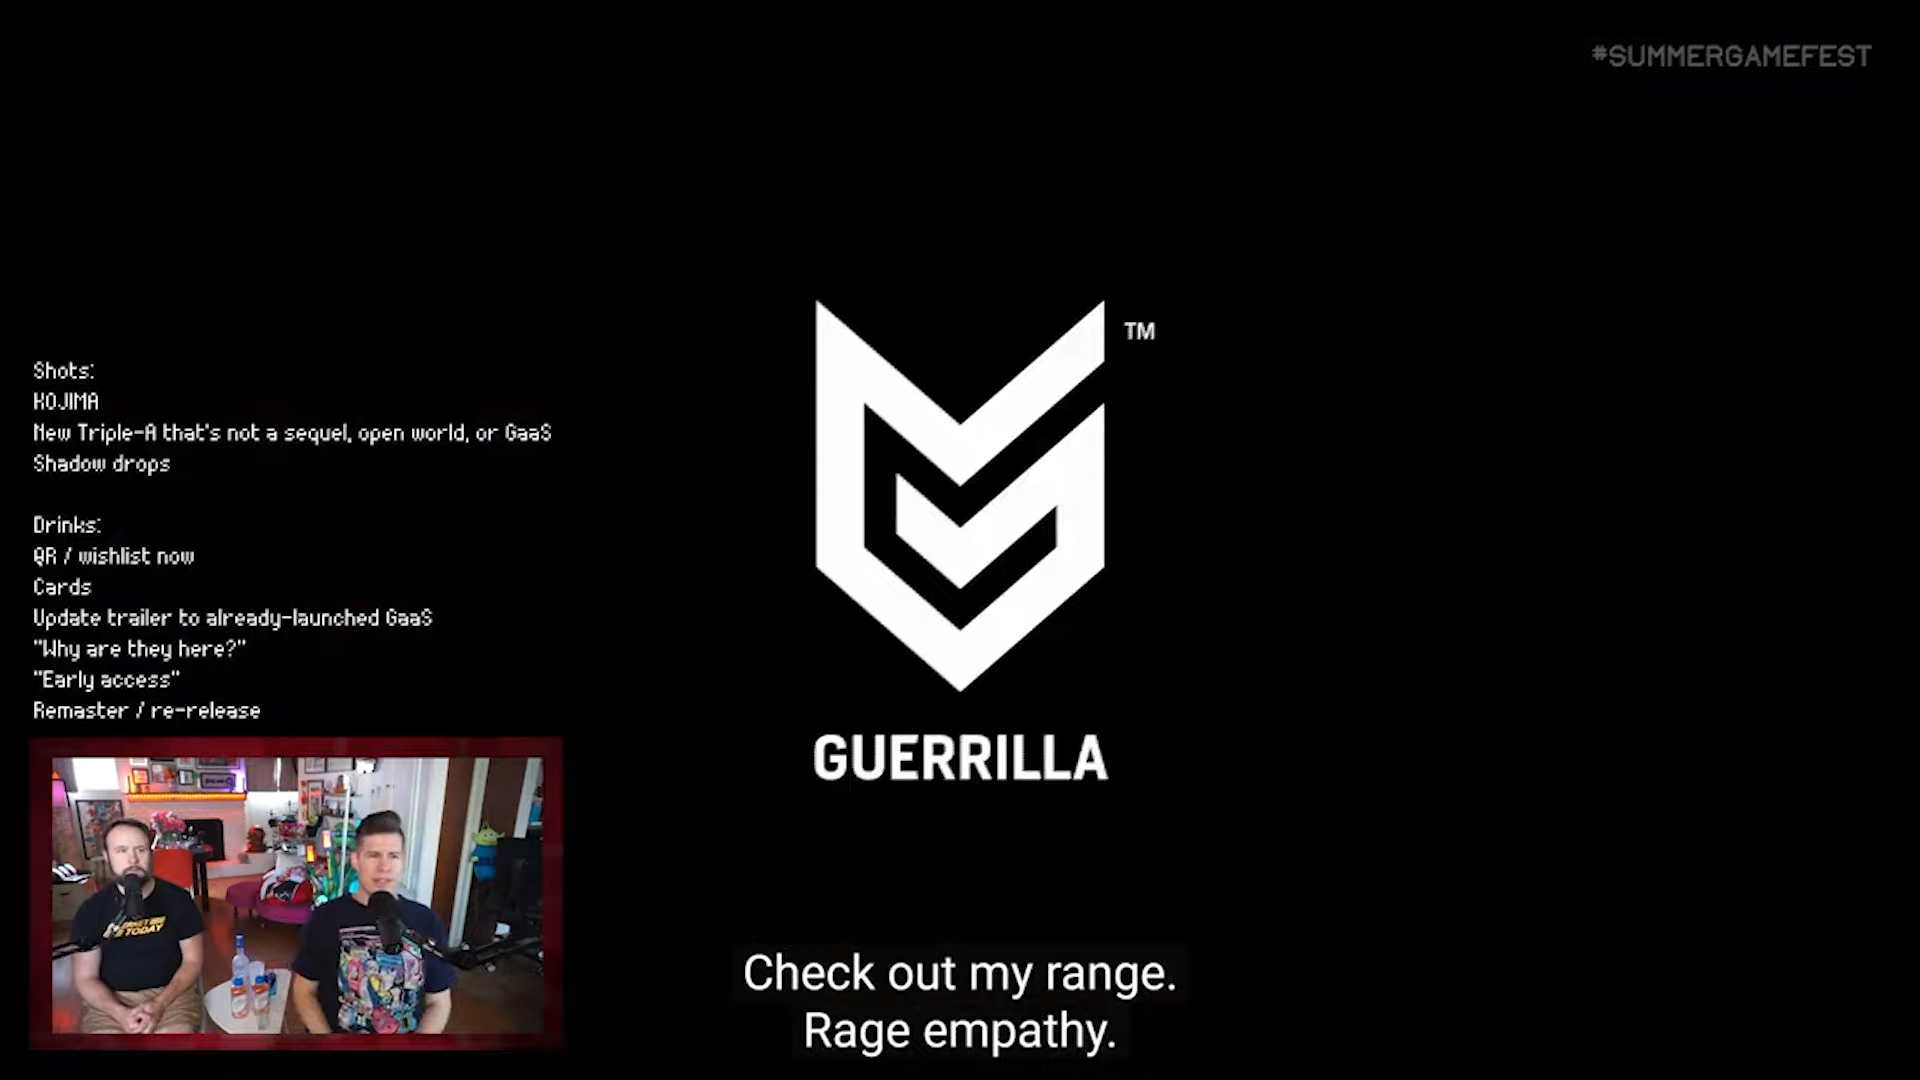 #SUMMERGAMEFEST
TM
Shots:
KOJIMA
New Triple-A that's not a sequel, open world, or GaaS
Shadow drops
Drinks:
QR / wishlist now
Cards
Update trailer to already-launched GaaS
"Why are they here?"
"Early access"
Remaster / re-release
GUERRILLA
TODAY
Check out my range.
Rage empathy.